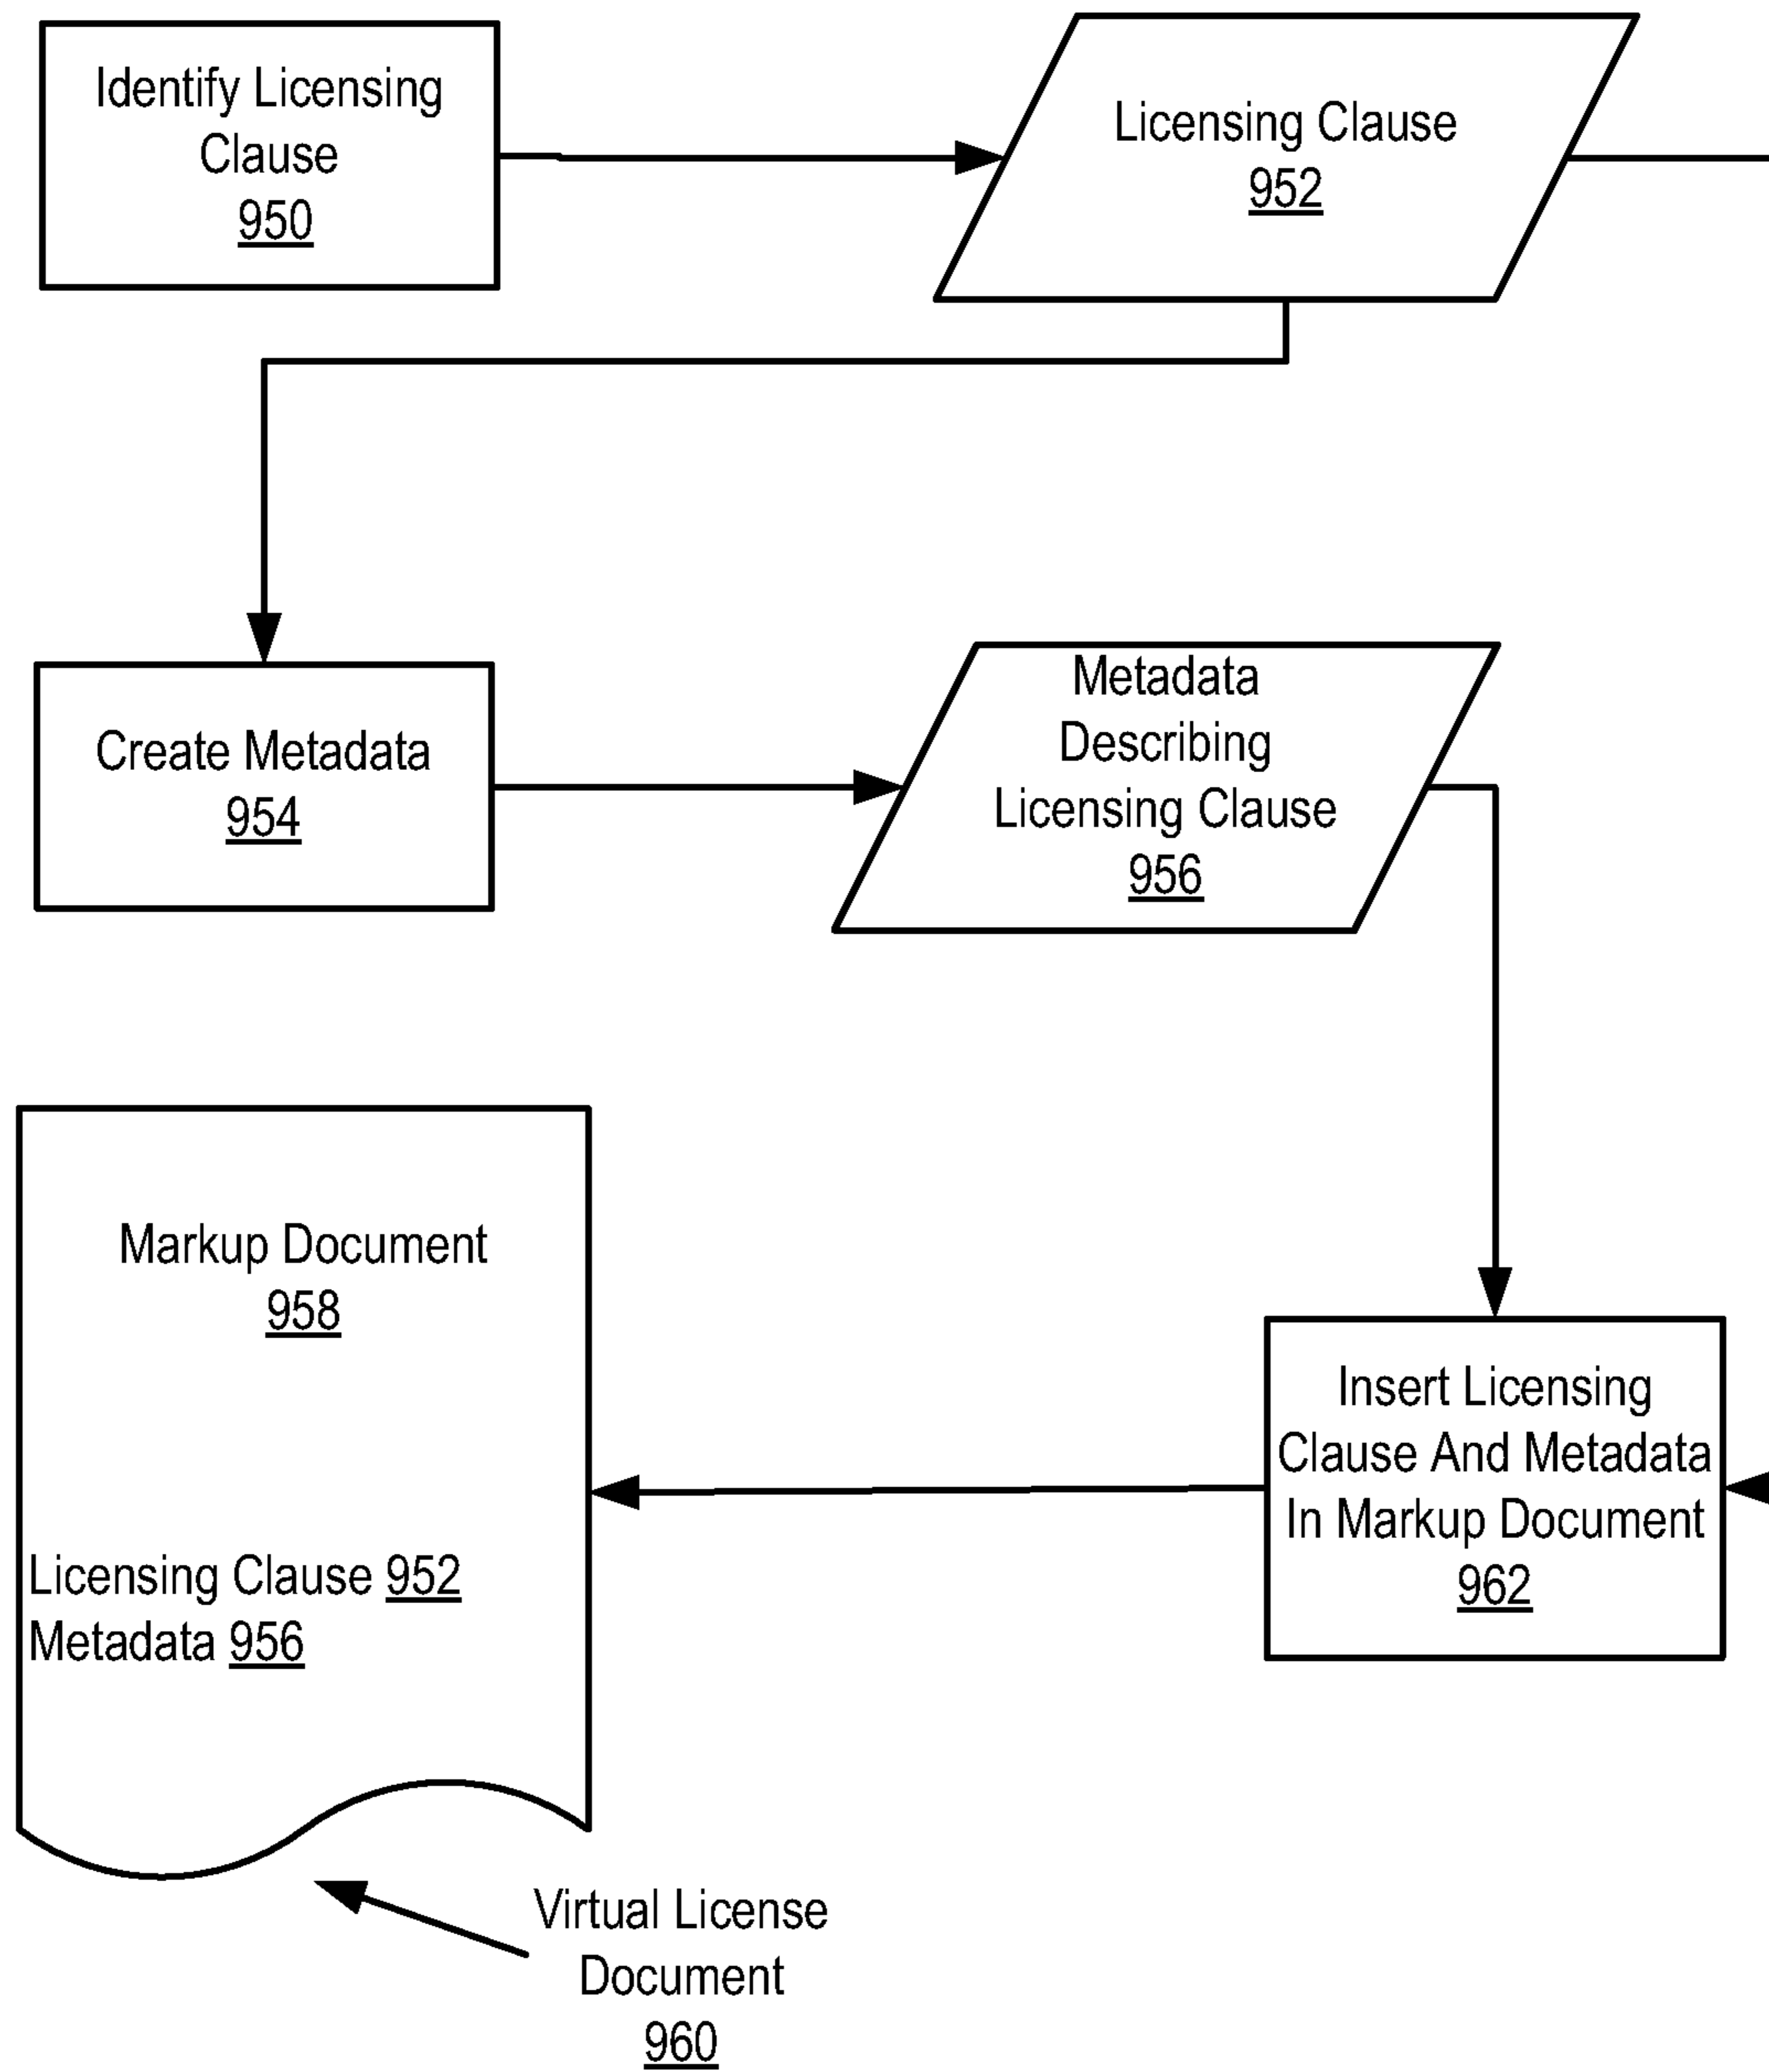 Identify Licensing
Clause
950
Licensing Clause
952
Create Metadata
954
Metadata
Describing
Licensing Clause
956
Markup Document
958
Licensing Clause 952
Metadata 956
Insert Licensing
Clause And Metadata
In Markup Document
962
Virtual License
Document
960